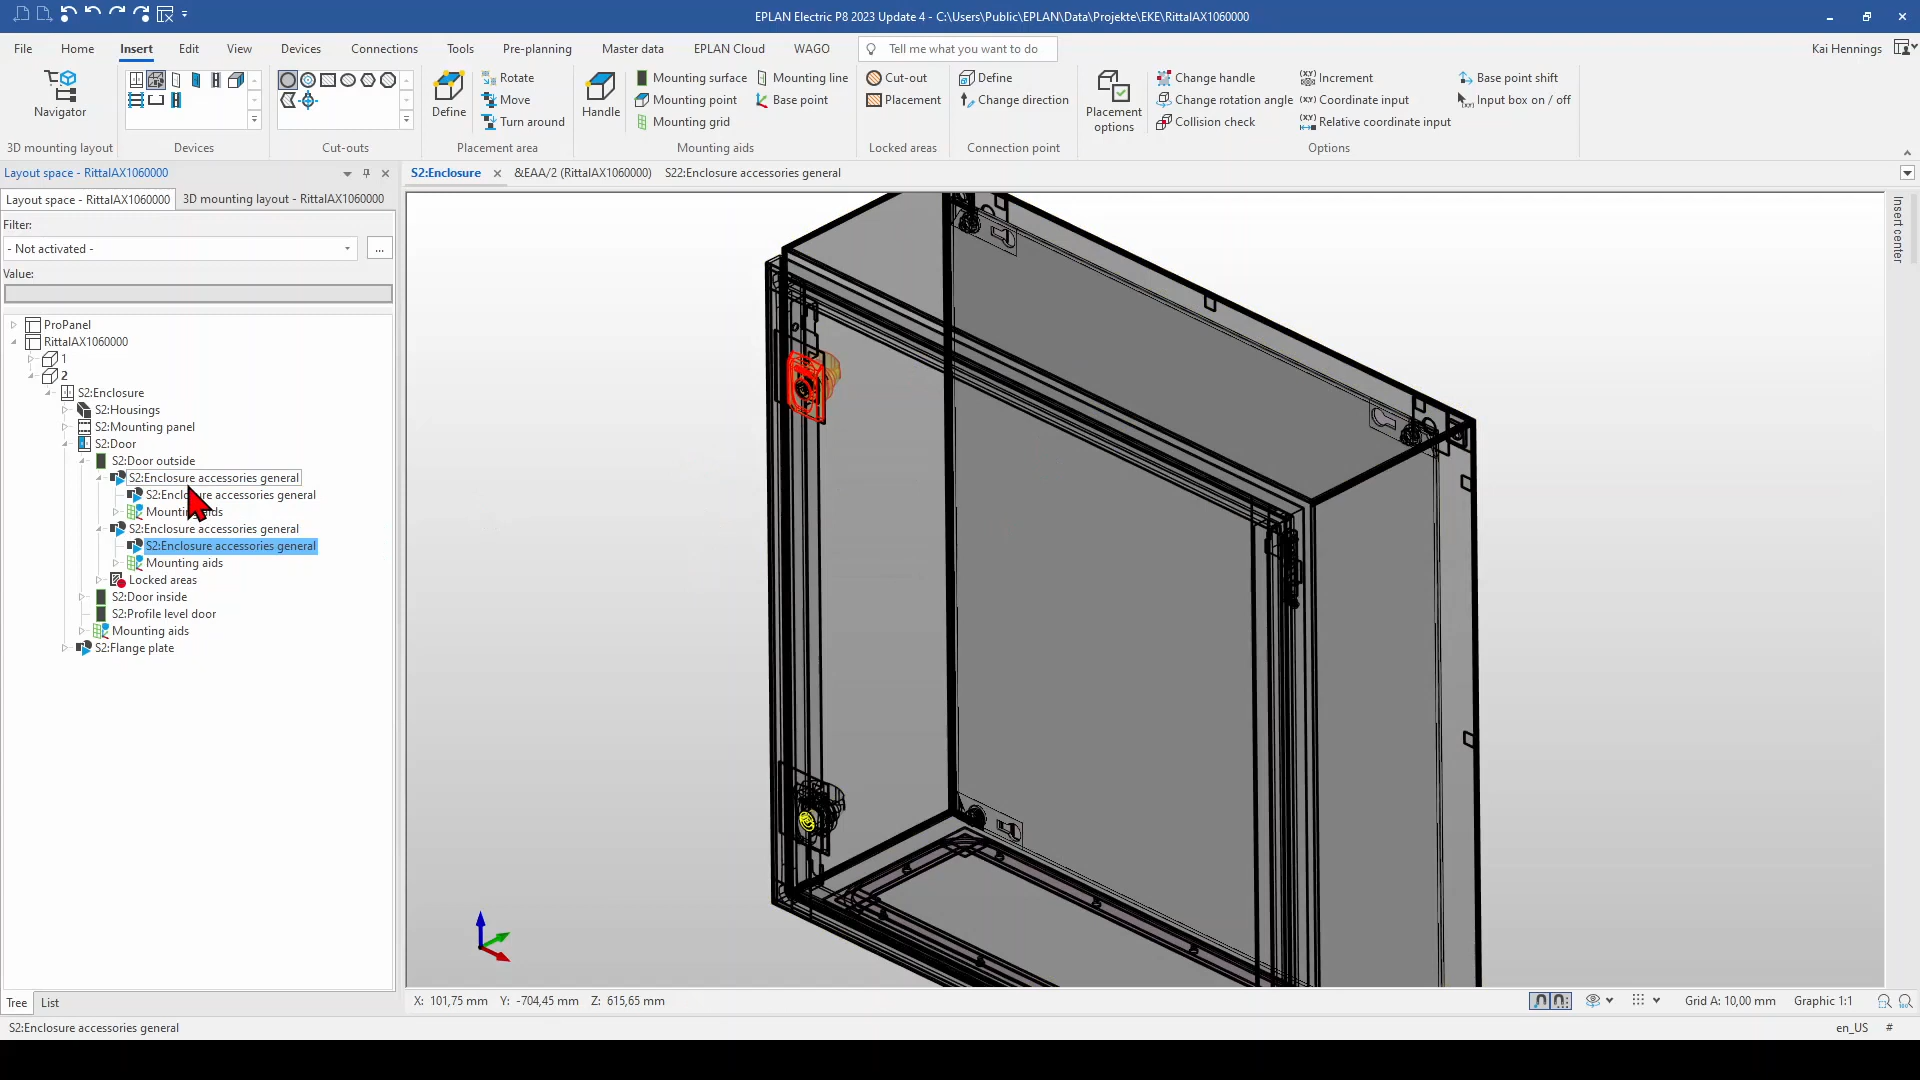 EPLAN Electric P8 2023 Update 4 - C:\Users\Public\EPLAN\Data\Projekte\EKE\RittalAX1060000
File Home Insert Edit View Devices Connections Tools Pre-planning Master data EPLAN Cloud WAGO Tell me what you want to do Kai Hennings
Navigator
3D mounting layout
Devices
Cut-outs
Define
Rotate
Move
Turn around
Placement area
Handle
Mounting surface
Mounting point
Mounting grid
Mounting line
Base point
Mounting aids
Cut-out
Placement
Locked areas
Define
Change direction
Connection point
Placement
options
Change handle
Change rotation angle
Collision check
Increment
Coordinate input
Relative coordinate input
Base point shift
Input box on / off
Options
Layout space - RittalAX1060000
Layout space - RittalAX1060000 3D mounting layout - RittalAX1060000
Filter:
- Not activated -
...
Value:
ProPanel
RittalAX1060000
1
2
S2:Enclosure
S2:Housings
S2:Mounting panel
S2:Door
S2:Door outside
S2:Enclosure accessories general
S2:Enclosure accessories general
Mounting aids
S2:Enclosure accessories general
S2:Enclosure accessories general
Mounting aids
Locked areas
S2:Door inside
S2:Profile level door
Mounting aids
S2:Flange plate
Tree List
S2:Enclosure &EAA/2 (RittalAX1060000) S22:Enclosure accessories general
Insert center
X: 101,75 mm Y: -704,45 mm Z: 615,65 mm
Grid A: 10,00 mm Graphic 1:1
S2:Enclosure accessories general
en_US #